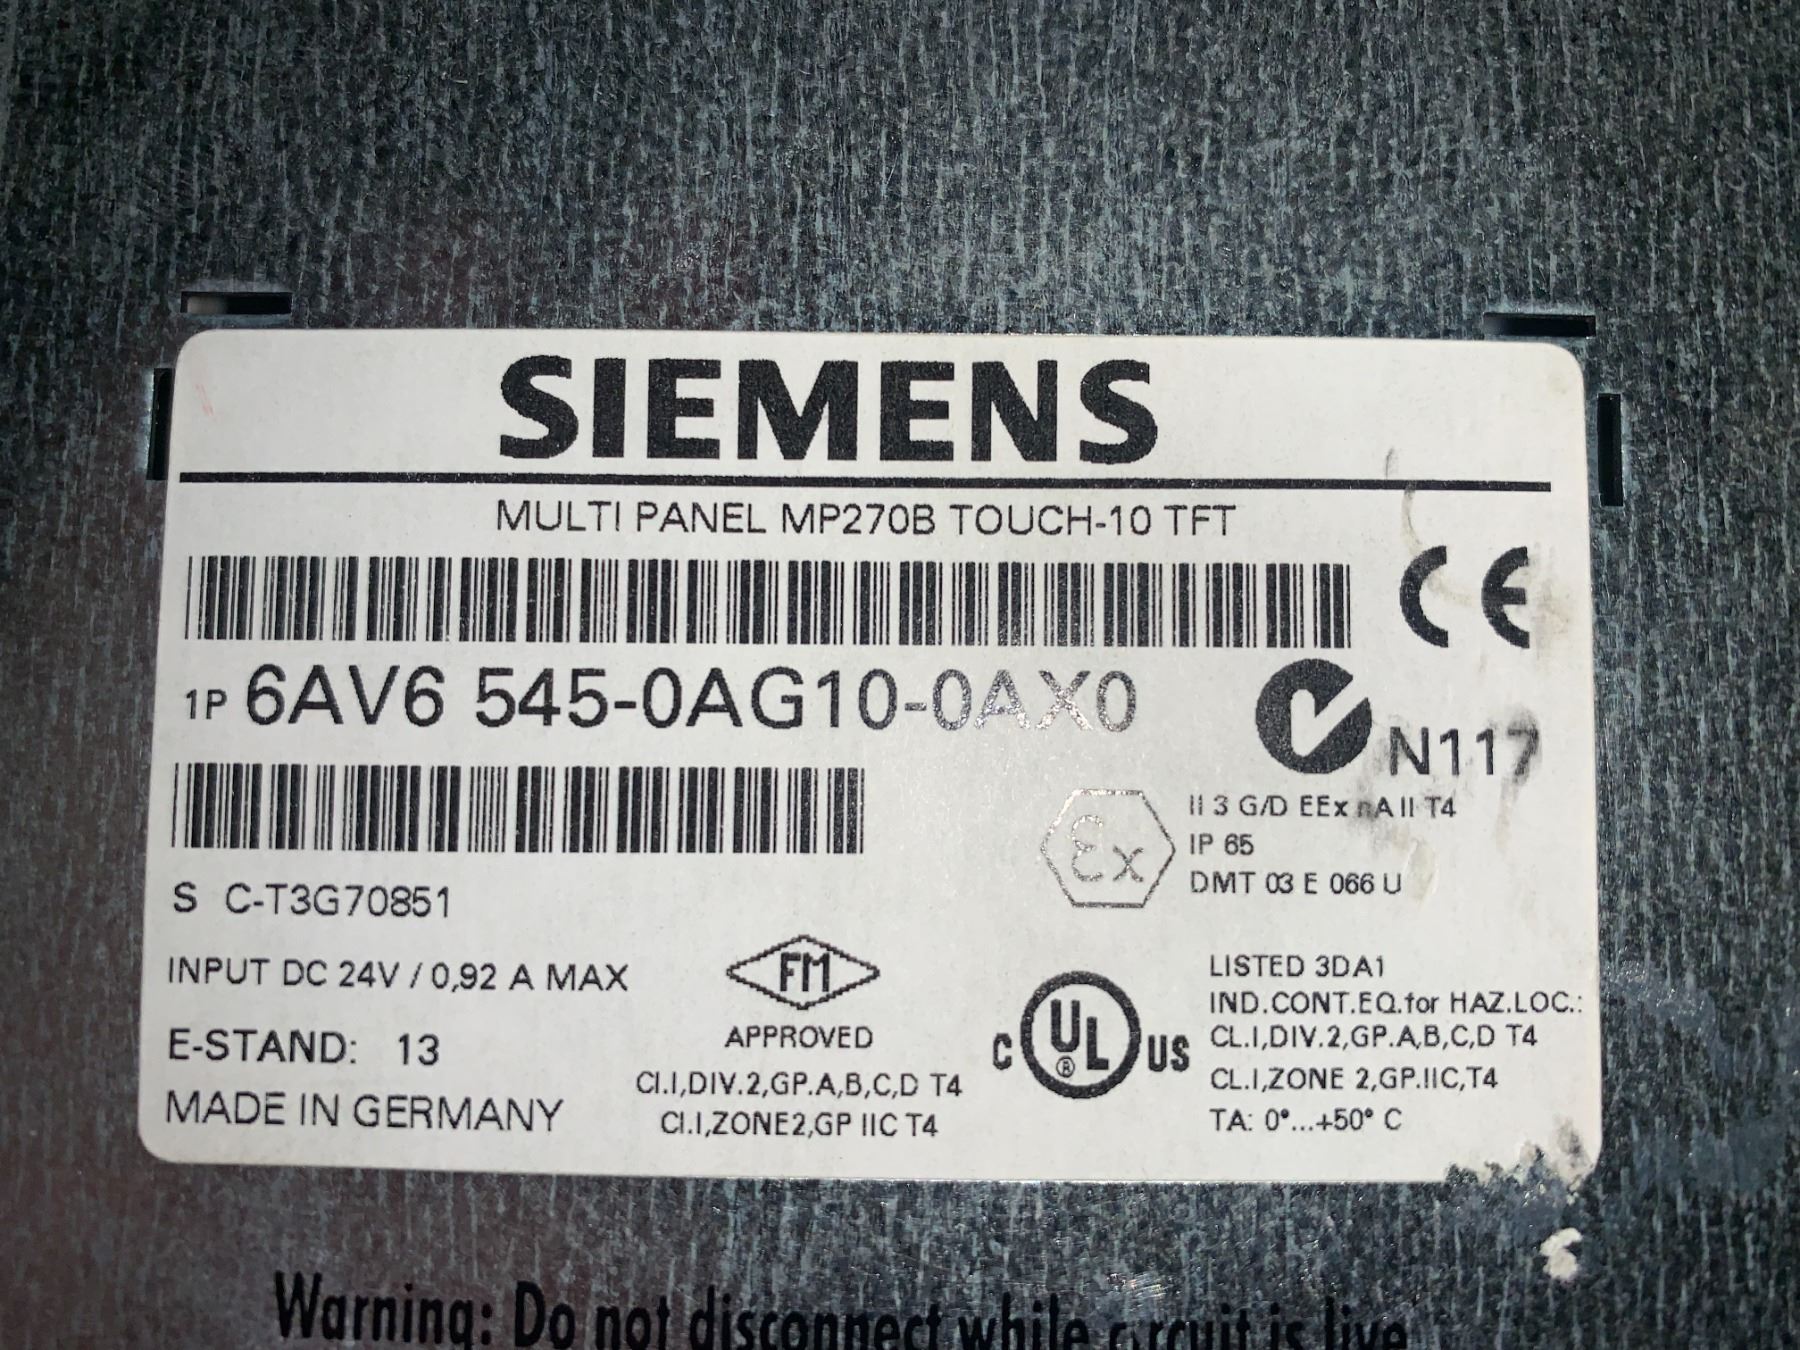 SIEMENS
MULTI PANEL MP270B TOUCH-10 TFT
CE
1P 6AV6 545-0AG10-0AX0
N117
Ex
II 3 G/D EEx nA II T4
IP 65
DMT 03 E 066 U
S C-T3G70851
INPUT DC 24V / 0,92 A MAX
E-STAND: 13
MADE IN GERMANY
FM
APPROVED
Cl.I,DIV.2,GP.A,B,C,D T4
Cl.I,ZONE2,GP IIC T4
C UL ® US
LISTED 3DA1
IND.CONT.EQ.for HAZ.LOC.:
CL.I,DIV.2,GP.A,B,C,D T4
CL.I,ZONE 2,GP.IIC,T4
TA: 0°...+50° C
Warning: Do not disconnect while circuit is live